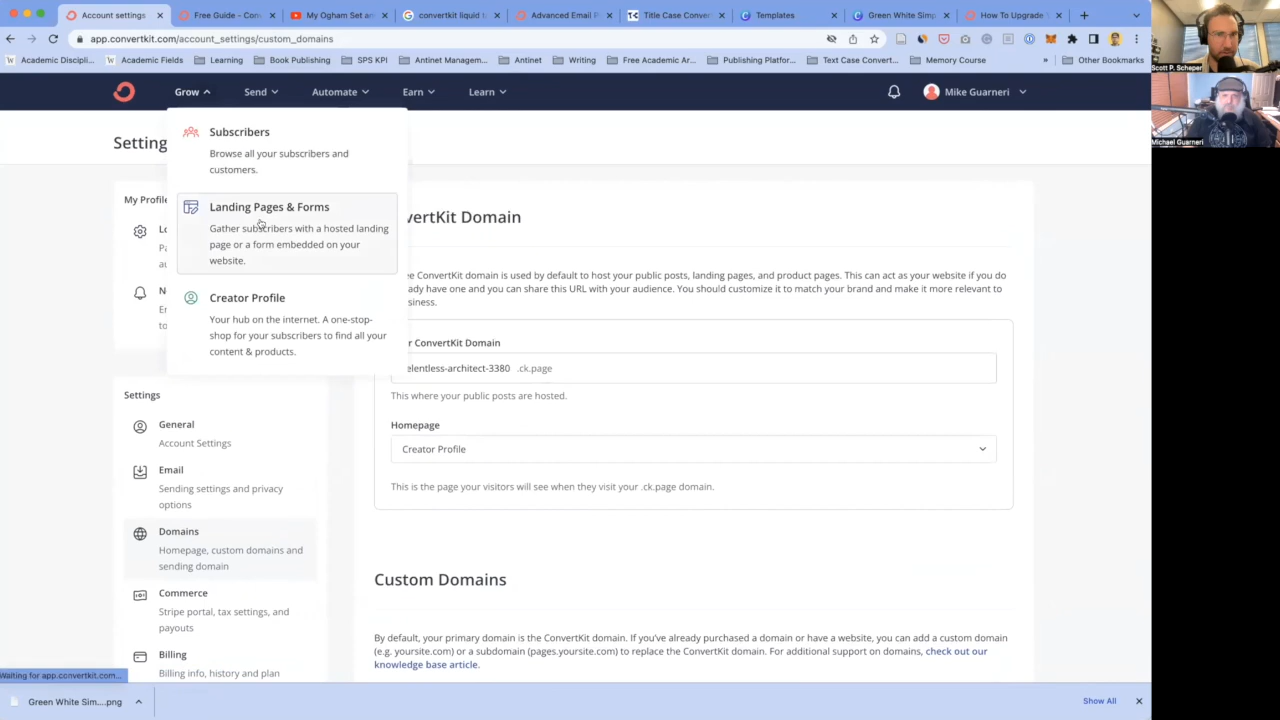 Account settings
Free Guide - Conv
My Ogham Set an
convertkit liquid ta
Advanced Email P
Title Case Convert
Templates
Green White Simp
How To Upgrade Y
app.convertkit.com/account_settings/custom_domains
Academic Discipli...
Academic Fields
Learning
Book Publishing
SPS KPI
Antinet Marketing
Antinet
Writing
Free Academic Ar...
Publishing Platfor...
Text Case Convert...
Memory Course
»
Other Bookmarks
Grow
Send
Automate
Earn
Learn
Mike Guarneri
Scott P. Scheper
Michael Guarneri
Setting
Subscribers
Browse all your subscribers and
customers.
Landing Pages & Forms
Gather subscribers with a hosted landing
page or a form embedded on your
website.
Creator Profile
Your hub on the internet. A one-stop-
shop for your subscribers to find all your
content & products.
My Profile
Lo
Pa
au
N
Er
to
vertKit Domain
ee ConvertKit domain is used by default to host your public posts, landing pages, and product pages. This can act as your website if you do
ady have one and you can share this URL with your audience. You should customize it to match your brand and make it more relevant to
siness.
r ConvertKit Domain
elentless-architect-3380 .ck.page
This where your public posts are hosted.
Homepage
Creator Profile
This is the page your visitors will see when they visit your .ck.page domain.
Settings
General
Account Settings
Email
Sending settings and privacy
options
Domains
Homepage, custom domains and
sending domain
Commerce
Stripe portal, tax settings, and
payouts
Billing
Billing info, history and plan
Custom Domains
By default, your primary domain is the ConvertKit domain. If you've already purchased a domain or have a website, you can add a custom domain
(e.g. yoursite.com) or a subdomain (pages.yoursite.com) to replace the ConvertKit domain. For additional support on domains, check out our
knowledge base article.
Waiting for app.convertkit.com...
Green White Sim....png
Show All